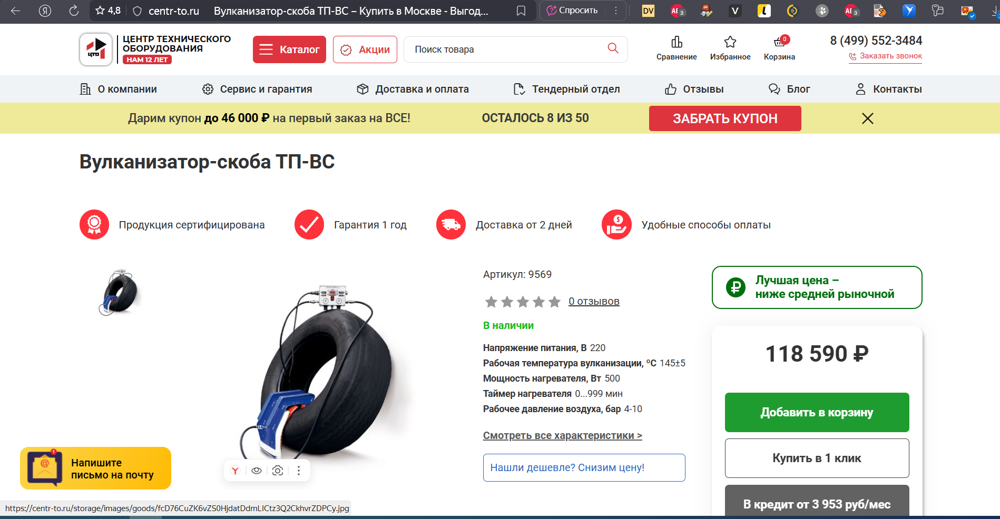 4,8
centr-to.ru
Вулканизатор-скоба ТП-ВС – Купить в Москве - Выгод...
Спросить
DV
3
V
L
3
ЦТО
ЦЕНТР ТЕХНИЧЕСКОГО
ОБОРУДОВАНИЯ
НАМ 12 ЛЕТ
Каталог
Акции
Поиск товара
Сравнение
Избранное
0
Корзина
8 (499) 552-3484
Заказать звонок
О компании
Сервис и гарантия
Доставка и оплата
Тендерный отдел
Отзывы
Блог
Контакты
Дарим купон до 46 000 ₽ на первый заказ на ВСЕ!
ОСТАЛОСЬ 8 ИЗ 50
ЗАБРАТЬ КУПОН
Вулканизатор-скоба ТП-ВС
Продукция сертифицирована
Гарантия 1 год
Доставка от 2 дней
Удобные способы оплаты
Артикул: 9569
0 отзывов
В наличии
Напряжение питания, В 220
Рабочая температура вулканизации, ºС 145±5
Мощность нагревателя, Вт 500
Таймер нагревателя 0...999 мин
Рабочее давление воздуха, бар 4-10
Смотреть все характеристики >
Нашли дешевле? Снизим цену!
Лучшая цена –
ниже средней рыночной
118 590 ₽
Добавить в корзину
Купить в 1 клик
В кредит от 3 953 руб/мес
Напишите
письмо на почту
https://centr-to.ru/storage/images/goods/fcD76CuZK6vZS0HjdatDdmLICtz3Q2CkhvrZDPCy.jpg